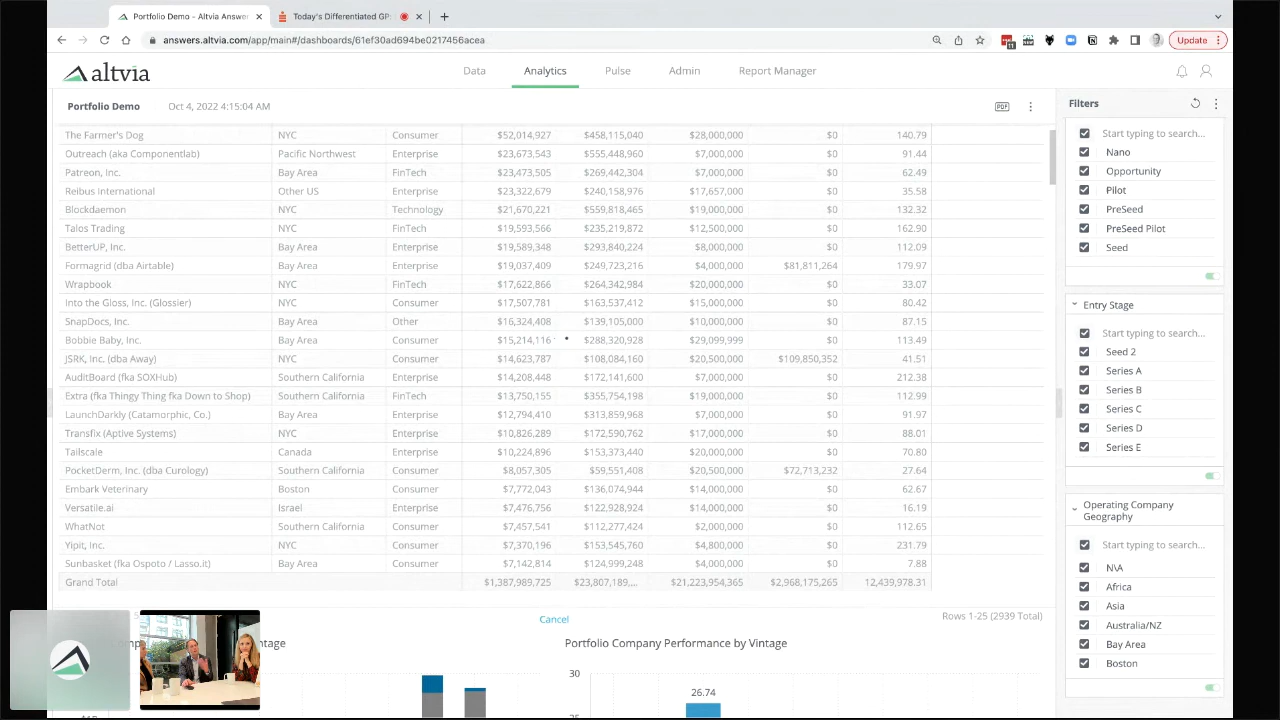 Portfolio Demo - Altvia Answer
Today's Differentiated GP:
answers.altvia.com/app/main#/dashboards/61ef30ad694be0217456acea
11
Update
altvia
Data
Analytics
Pulse
Admin
Report Manager
Portfolio Demo
Oct 4, 2022 4:15:04 AM
PDF
The Farmer's Dog NYC Consumer $52,014,927 $458,115,040 $28,000,000 $0 140.79
Outreach (aka Componentlab) Pacific Northwest Enterprise $23,673,543 $555,448,960 $7,000,000 $0 91.44
Patreon, Inc. Bay Area FinTech $23,473,505 $269,442,304 $7,000,000 $0 62.49
Reibus International Other US Enterprise $23,322,679 $240,158,976 $17,657,000 $0 35.58
Blockdaemon NYC Technology $21,670,221 $559,818,465 $19,000,000 $0 132.32
Talos Trading NYC FinTech $19,593,566 $235,219,872 $12,500,000 $0 162.90
BetterUP, Inc. Bay Area Enterprise $19,589,348 $293,840,224 $8,000,000 $0 112.09
Formagrid (dba Airtable) Bay Area Enterprise $19,037,409 $249,723,216 $4,000,000 $81,811,264 179.97
Wrapbook NYC FinTech $17,622,866 $264,342,984 $20,000,000 $0 33.07
Into the Gloss, Inc. (Glossier) NYC Consumer $17,507,781 $163,537,412 $15,000,000 $0 80.42
SnapDocs, Inc. Bay Area Other $16,324,408 $139,105,000 $10,000,000 $0 87.15
Bobbie Baby, Inc. Bay Area Consumer $15,214,116 $288,320,928 $29,099,999 $0 113.49
JSRK, Inc. (dba Away) NYC Consumer $14,623,787 $108,084,160 $20,500,000 $109,850,352 41.51
AuditBoard (fka SOXHub) Southern California Enterprise $14,208,448 $172,141,600 $7,000,000 $0 212.38
Extra (fka Thingy Thing fka Down to Shop) Southern California FinTech $13,750,155 $355,754,198 $19,000,000 $0 112.99
LaunchDarkly (Catamorphic, Co.) Bay Area Enterprise $12,794,410 $313,859,968 $7,000,000 $0 91.97
Transfix (Aptive Systems) NYC Enterprise $10,826,289 $172,590,762 $17,000,000 $0 88.01
Tailscale Canada Enterprise $10,224,896 $153,373,440 $20,000,000 $0 70.80
PocketDerm, Inc. (dba Curology) Southern California Consumer $8,057,305 $59,551,408 $20,500,000 $72,713,232 27.64
Embark Veterinary Boston Consumer $7,772,043 $136,074,944 $14,000,000 $0 62.67
Versatile.ai Israel Enterprise $7,476,756 $122,928,924 $14,000,000 $0 16.19
WhatNot Southern California Consumer $7,457,541 $112,277,424 $2,000,000 $0 112.65
Yipit, Inc. NYC Consumer $7,370,196 $153,545,760 $4,800,000 $0 231.79
Sunbasket (fka Ospoto / Lasso.it) Bay Area Consumer $7,142,814 $124,999,248 $4,000,000 $0 7.88
Grand Total $1,387,989,725 $23,807,189,... $21,223,954,365 $2,968,175,265 12,439,978.31
Cancel
Rows 1-25 (2939 Total)
Portfolio Company Performance by Vintage
30
26.74
Filters
Start typing to search...
Nano
Opportunity
Pilot
PreSeed
PreSeed Pilot
Seed
Entry Stage
Start typing to search...
Seed 2
Series A
Series B
Series C
Series D
Series E
Operating Company
Geography
Start typing to search...
N\A
Africa
Asia
Australia/NZ
Bay Area
Boston